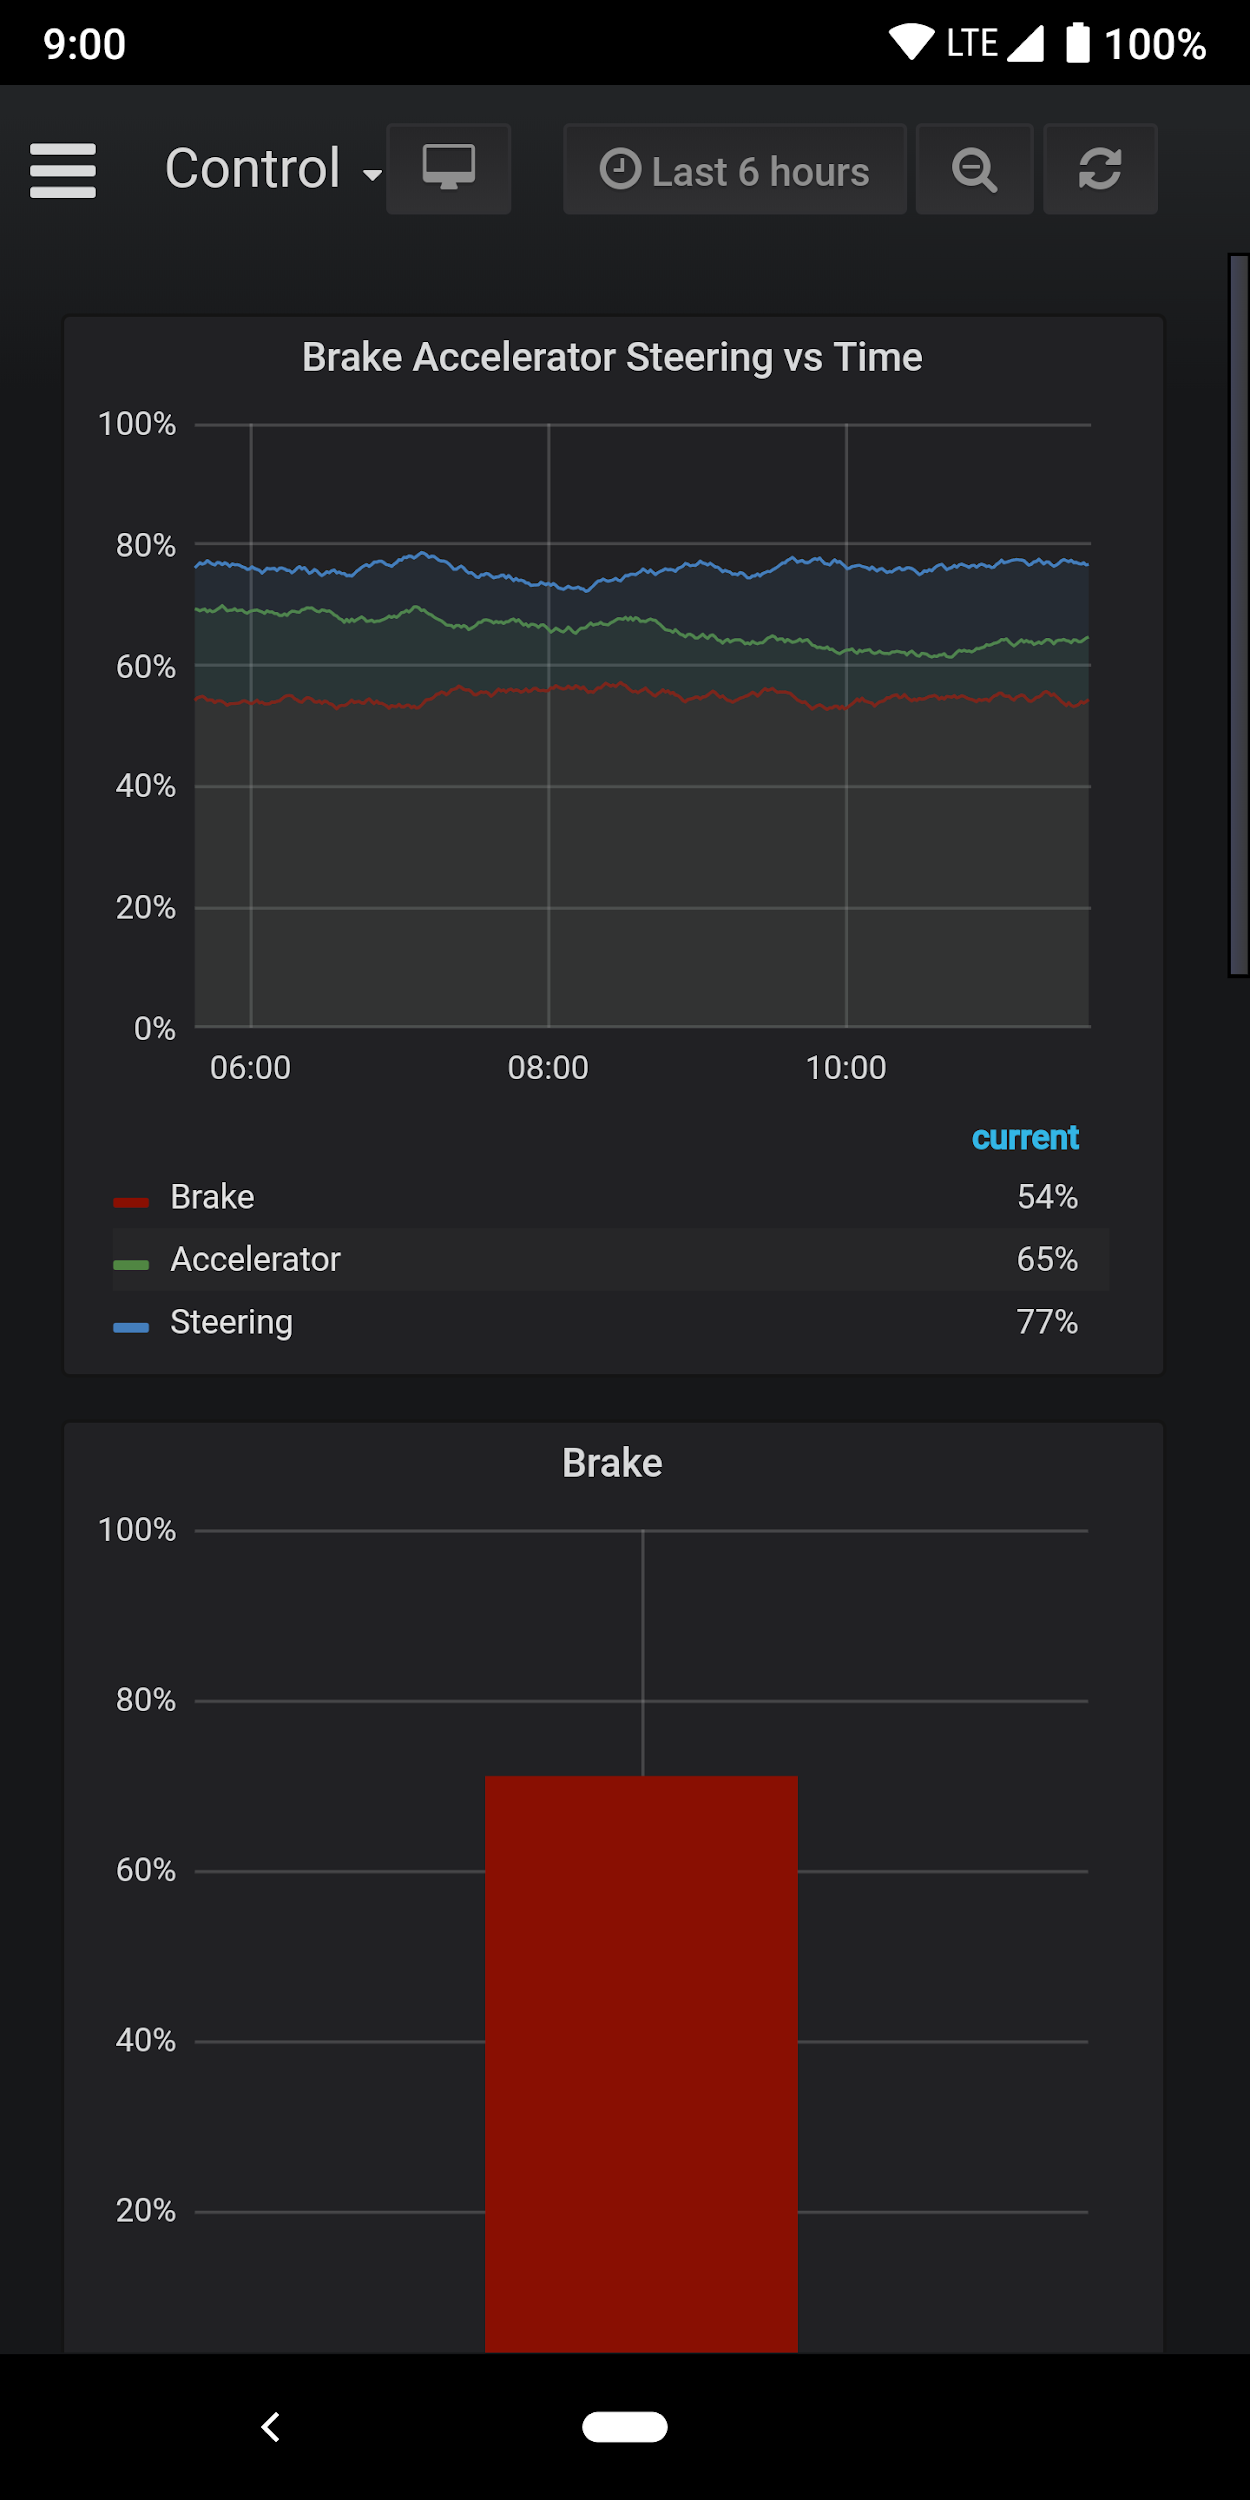 9:00 LTE 100%
Control Last 6 hours
Brake Accelerator Steering vs Time
100%
80%
60%
40%
20%
0%
06:00 08:00 10:00
current
Brake 54%
Accelerator 65%
Steering 77%
Brake
100%
80%
60%
40%
20%